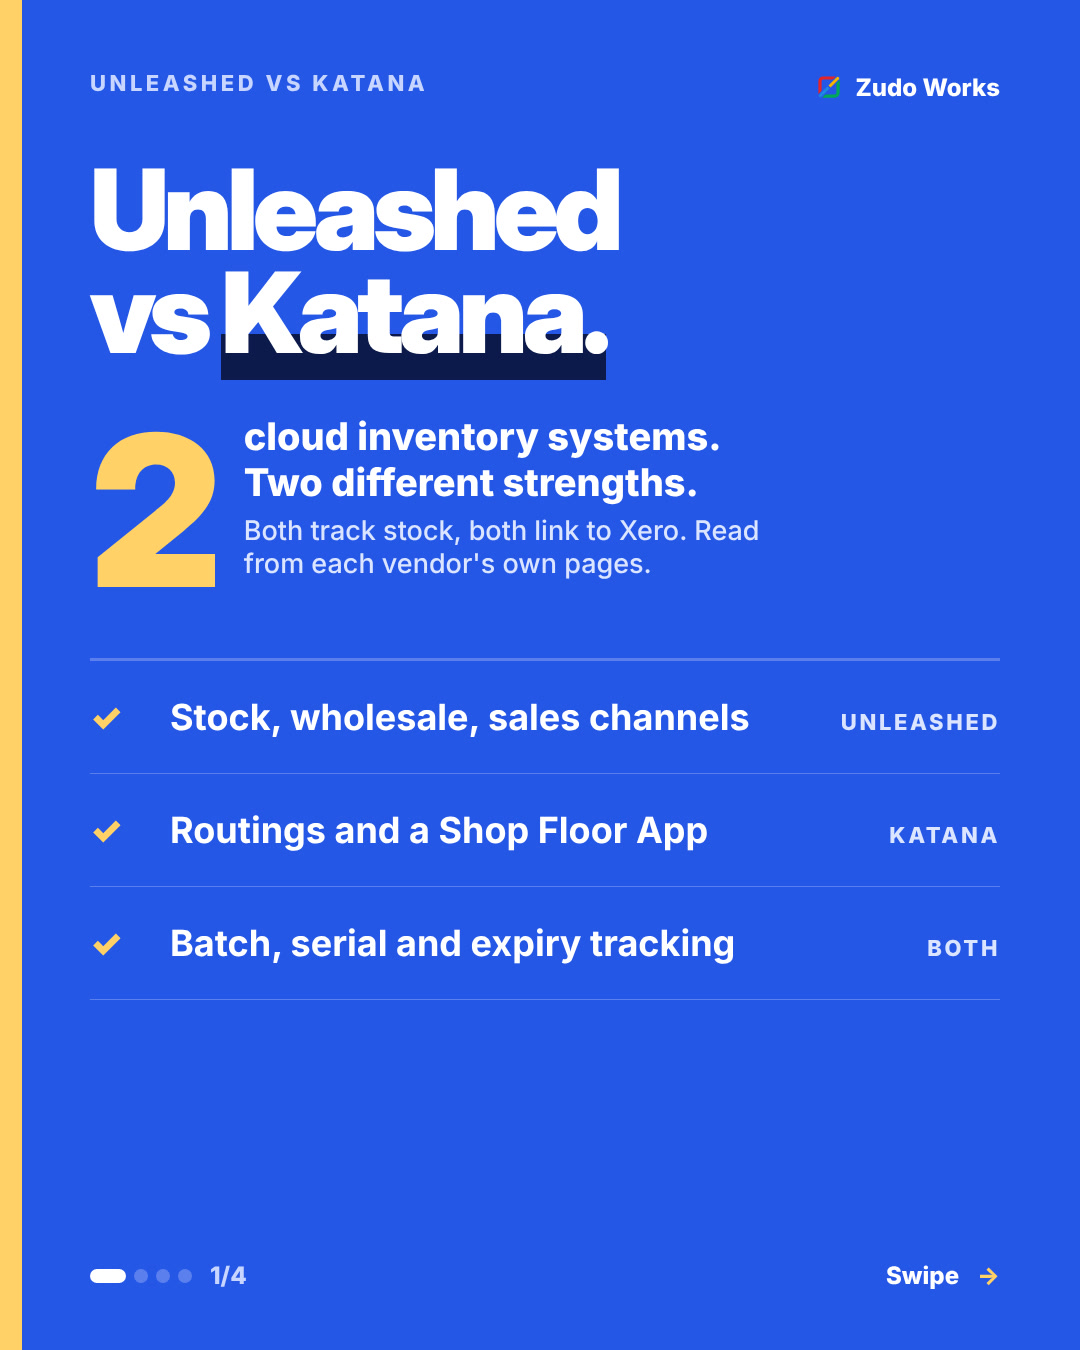 UNLEASHED VS KATANA
Zudo Works
Unleashed
vs Katana.
2
cloud inventory systems.
Two different strengths.
Both track stock, both link to Xero. Read
from each vendor's own pages.
Stock, wholesale, sales channels
UNLEASHED
Routings and a Shop Floor App
KATANA
Batch, serial and expiry tracking
BOTH
1/4
Swipe →